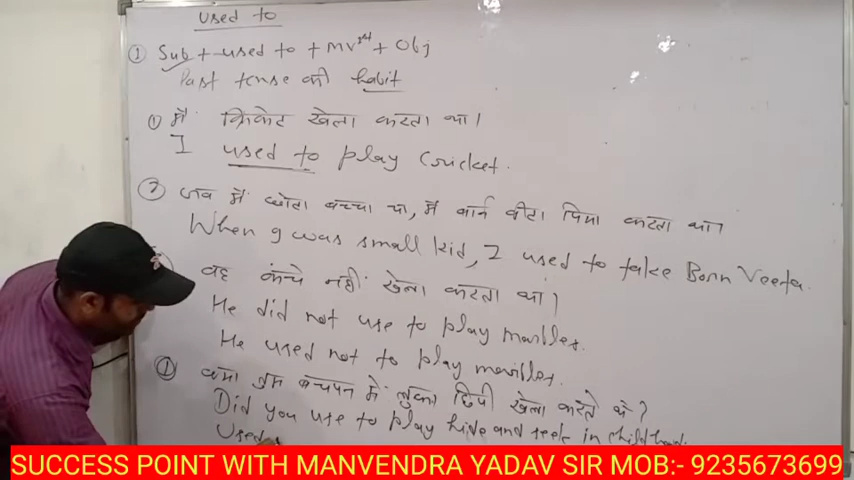 Used to
① Sub + used to + mv1st + Obj
Past tense की habit
① मैं क्रिकेट खेला करता था।
I used to play Cricket.
② जब मैं छोटा बच्चा था, मैं बार्न वीटा पिया करता था।
When I was small kid, I used to take Born Veeta.
वह कंचे नहीं खेला करता था।
He did not use to play marbles.
He used not to play marbles.
① क्या तुम बचपन में लुका छिपी खेला करते थे?
Did you use to play hide and seek in childhood.
Used
SUCCESS POINT WITH MANVENDRA YADAV SIR MOB:- 9235673699